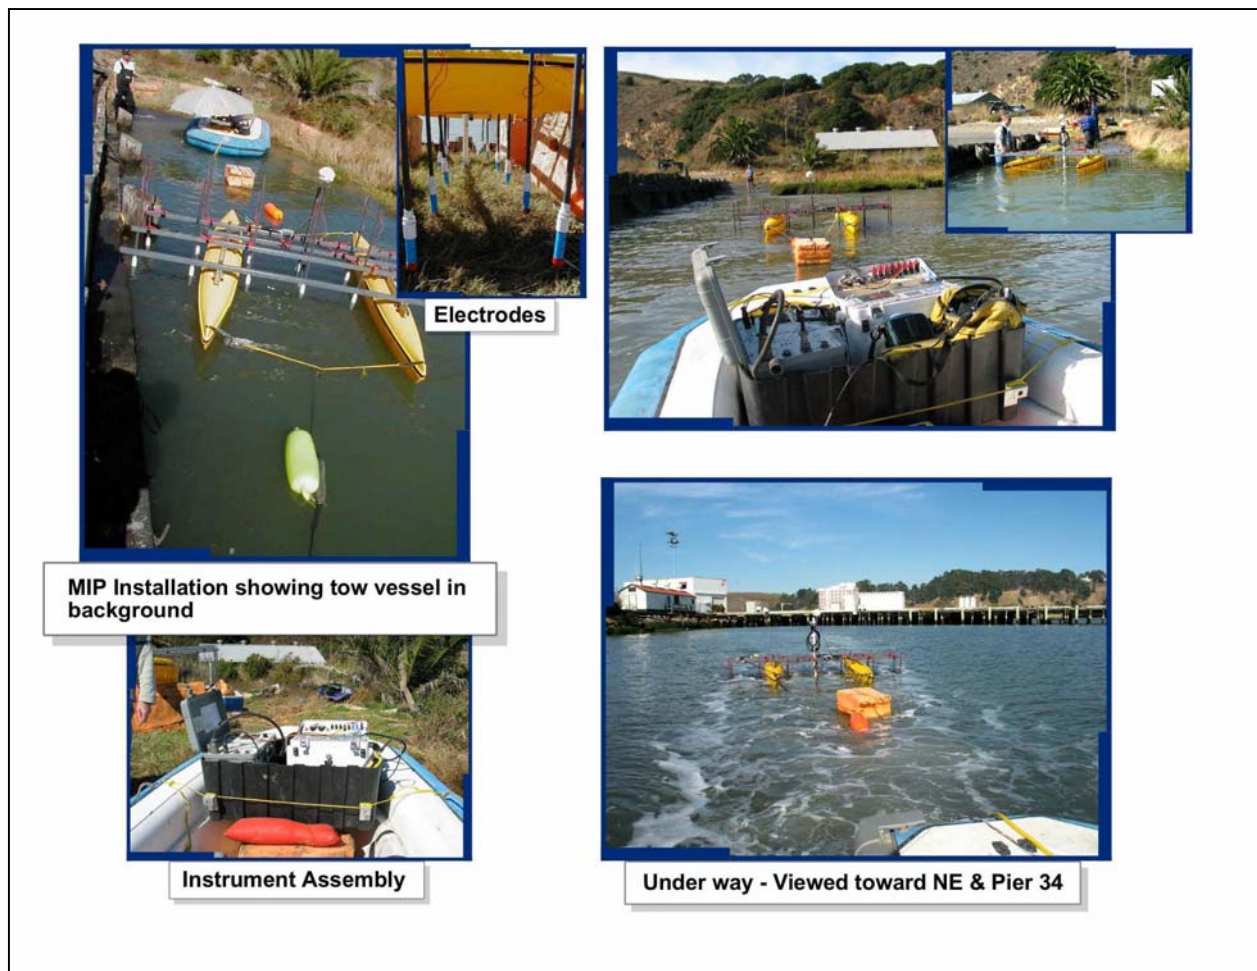 Electrodes
MIP Installation showing tow vessel in
background
Instrument Assembly
Under way - Viewed toward NE & Pier 34